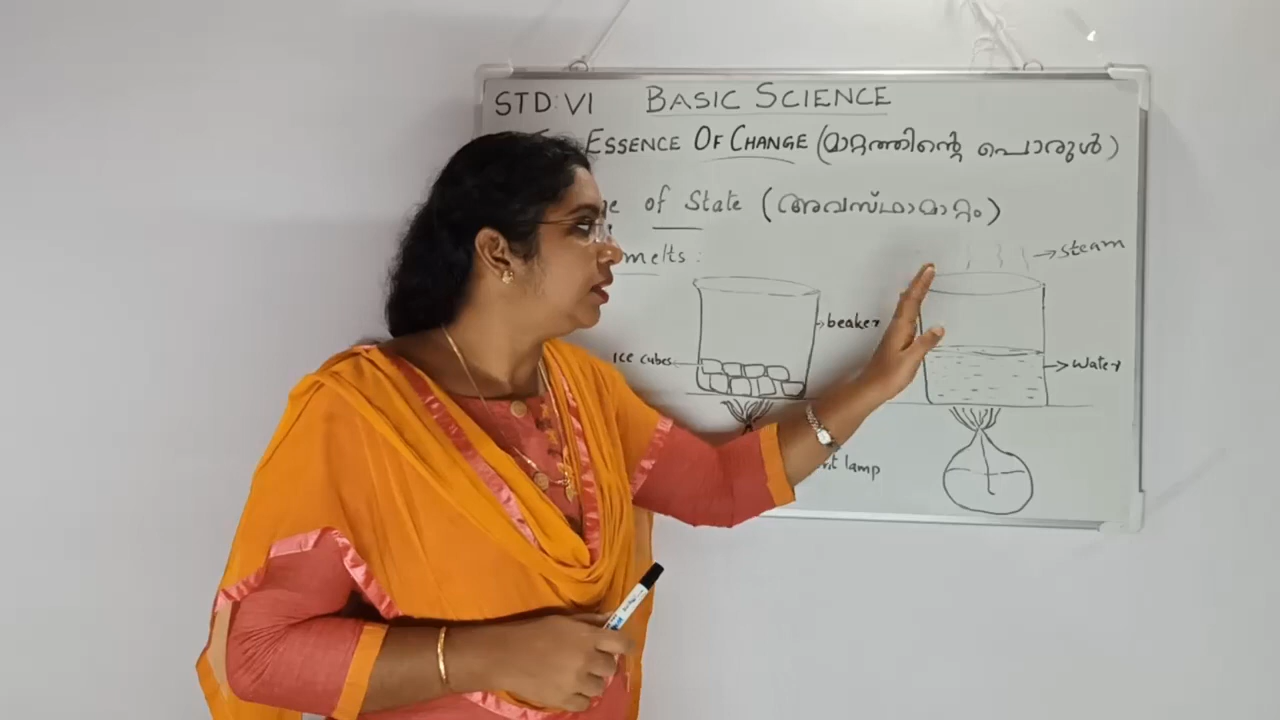 STD:VI BASIC SCIENCE
ESSENCE OF CHANGE (മാറ്റത്തിന്റെ പൊരുൾ)
of State (അവസ്ഥാമാറ്റം)
melts :
→ Steam
→ beaker
Ice cubes
→ Water
lamp